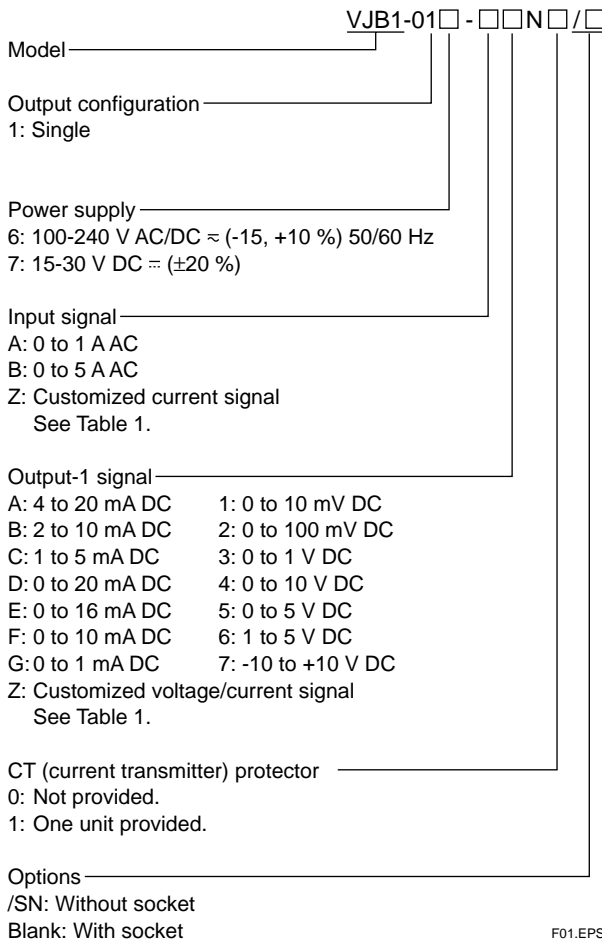 VJB1-01□ - □□N□/□
Model
Output configuration
1: Single
Power supply
6: 100-240 V AC/DC ≂ (-15, +10 %) 50/60 Hz
7: 15-30 V DC ⎓ (±20 %)
Input signal
A: 0 to 1 A AC
B: 0 to 5 A AC
Z: Customized current signal
See Table 1.
Output-1 signal
A: 4 to 20 mA DC 1: 0 to 10 mV DC
B: 2 to 10 mA DC 2: 0 to 100 mV DC
C: 1 to 5 mA DC 3: 0 to 1 V DC
D: 0 to 20 mA DC 4: 0 to 10 V DC
E: 0 to 16 mA DC 5: 0 to 5 V DC
F: 0 to 10 mA DC 6: 1 to 5 V DC
G: 0 to 1 mA DC 7: -10 to +10 V DC
Z: Customized voltage/current signal
See Table 1.
CT (current transmitter) protector
0: Not provided.
1: One unit provided.
Options
/SN: Without socket
Blank: With socket
F01.EPS